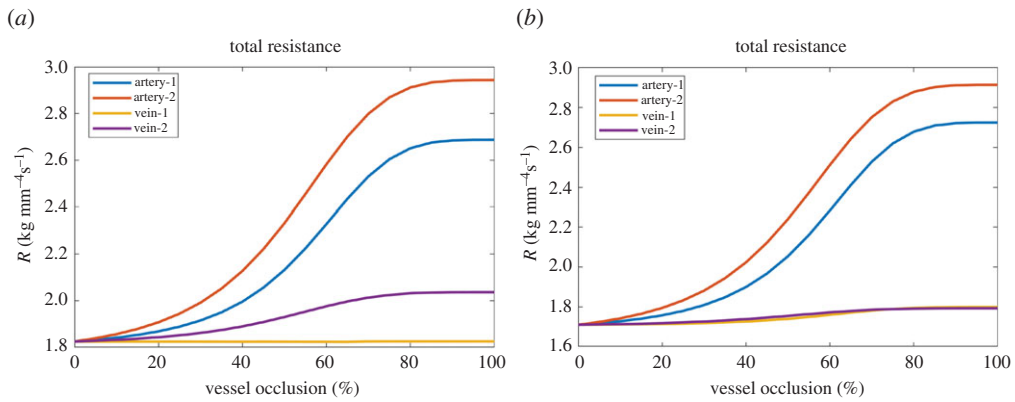 (a)
total resistance
3.0
2.8
2.6
2.4
2.2
2.0
1.8
R (kg mm⁻⁴s⁻¹)
artery-1
artery-2
vein-1
vein-2
0 20 40 60 80 100
vessel occlusion (%)
(b)
total resistance
3.0
2.8
2.6
2.4
2.2
2.0
1.8
1.6
R (kg mm⁻⁴s⁻¹)
artery-1
artery-2
vein-1
vein-2
0 20 40 60 80 100
vessel occlusion (%)